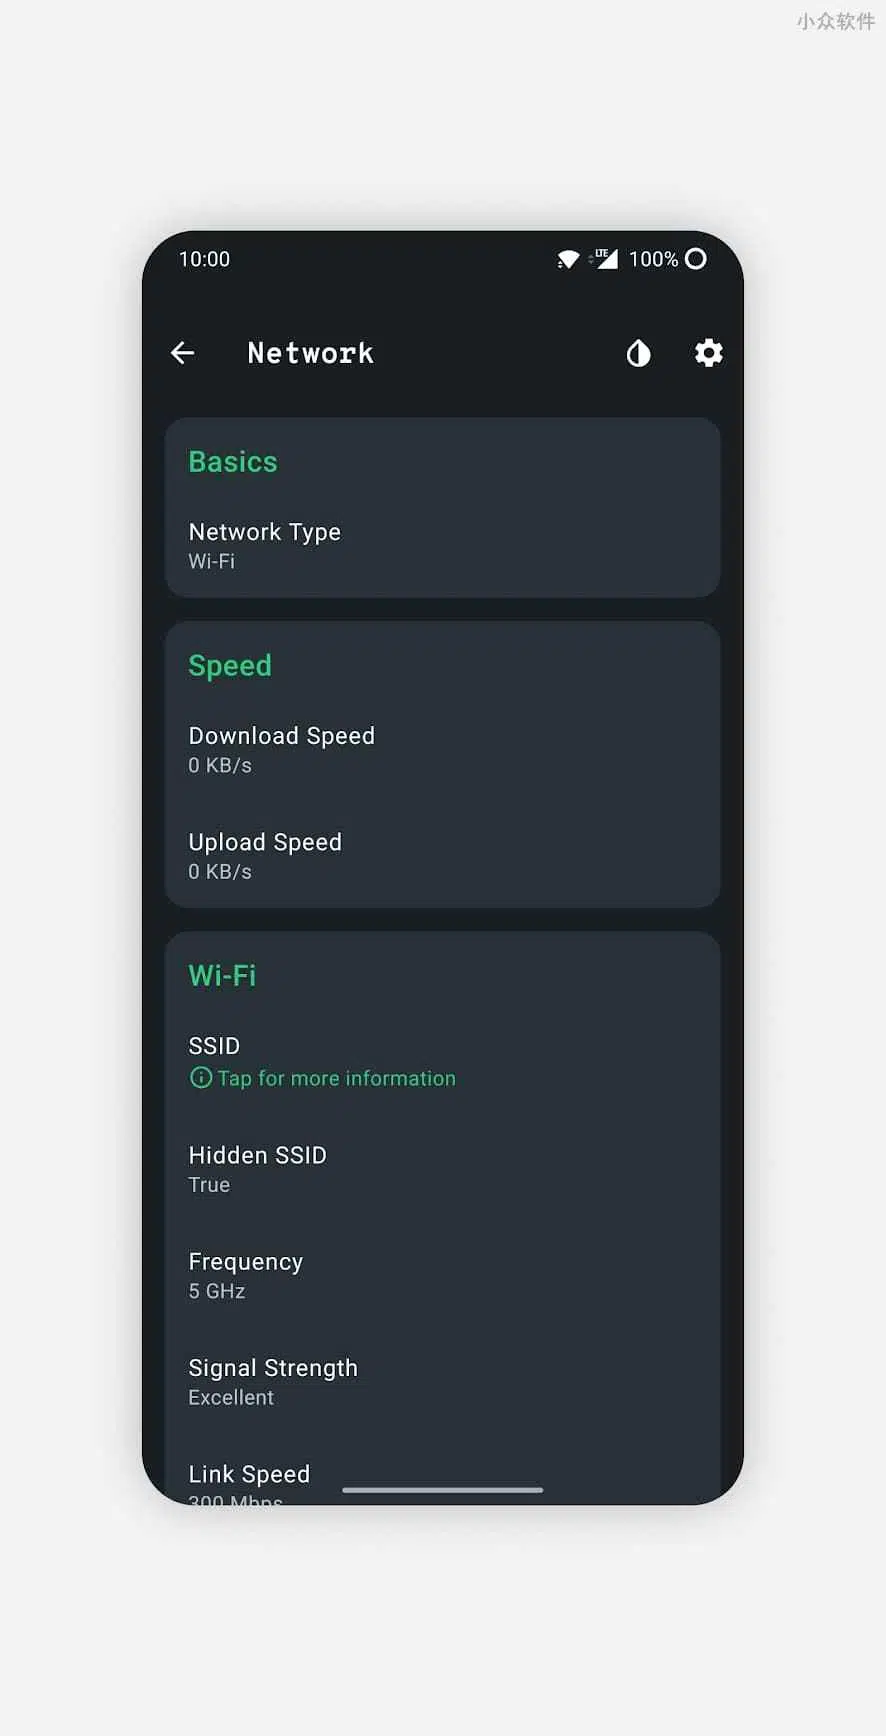 小众软件
10:00 LTE 100%
Network
Basics
Network Type
Wi-Fi
Speed
Download Speed
0 KB/s
Upload Speed
0 KB/s
Wi-Fi
SSID
Tap for more information
Hidden SSID
True
Frequency
5 GHz
Signal Strength
Excellent
Link Speed
300 Mbps